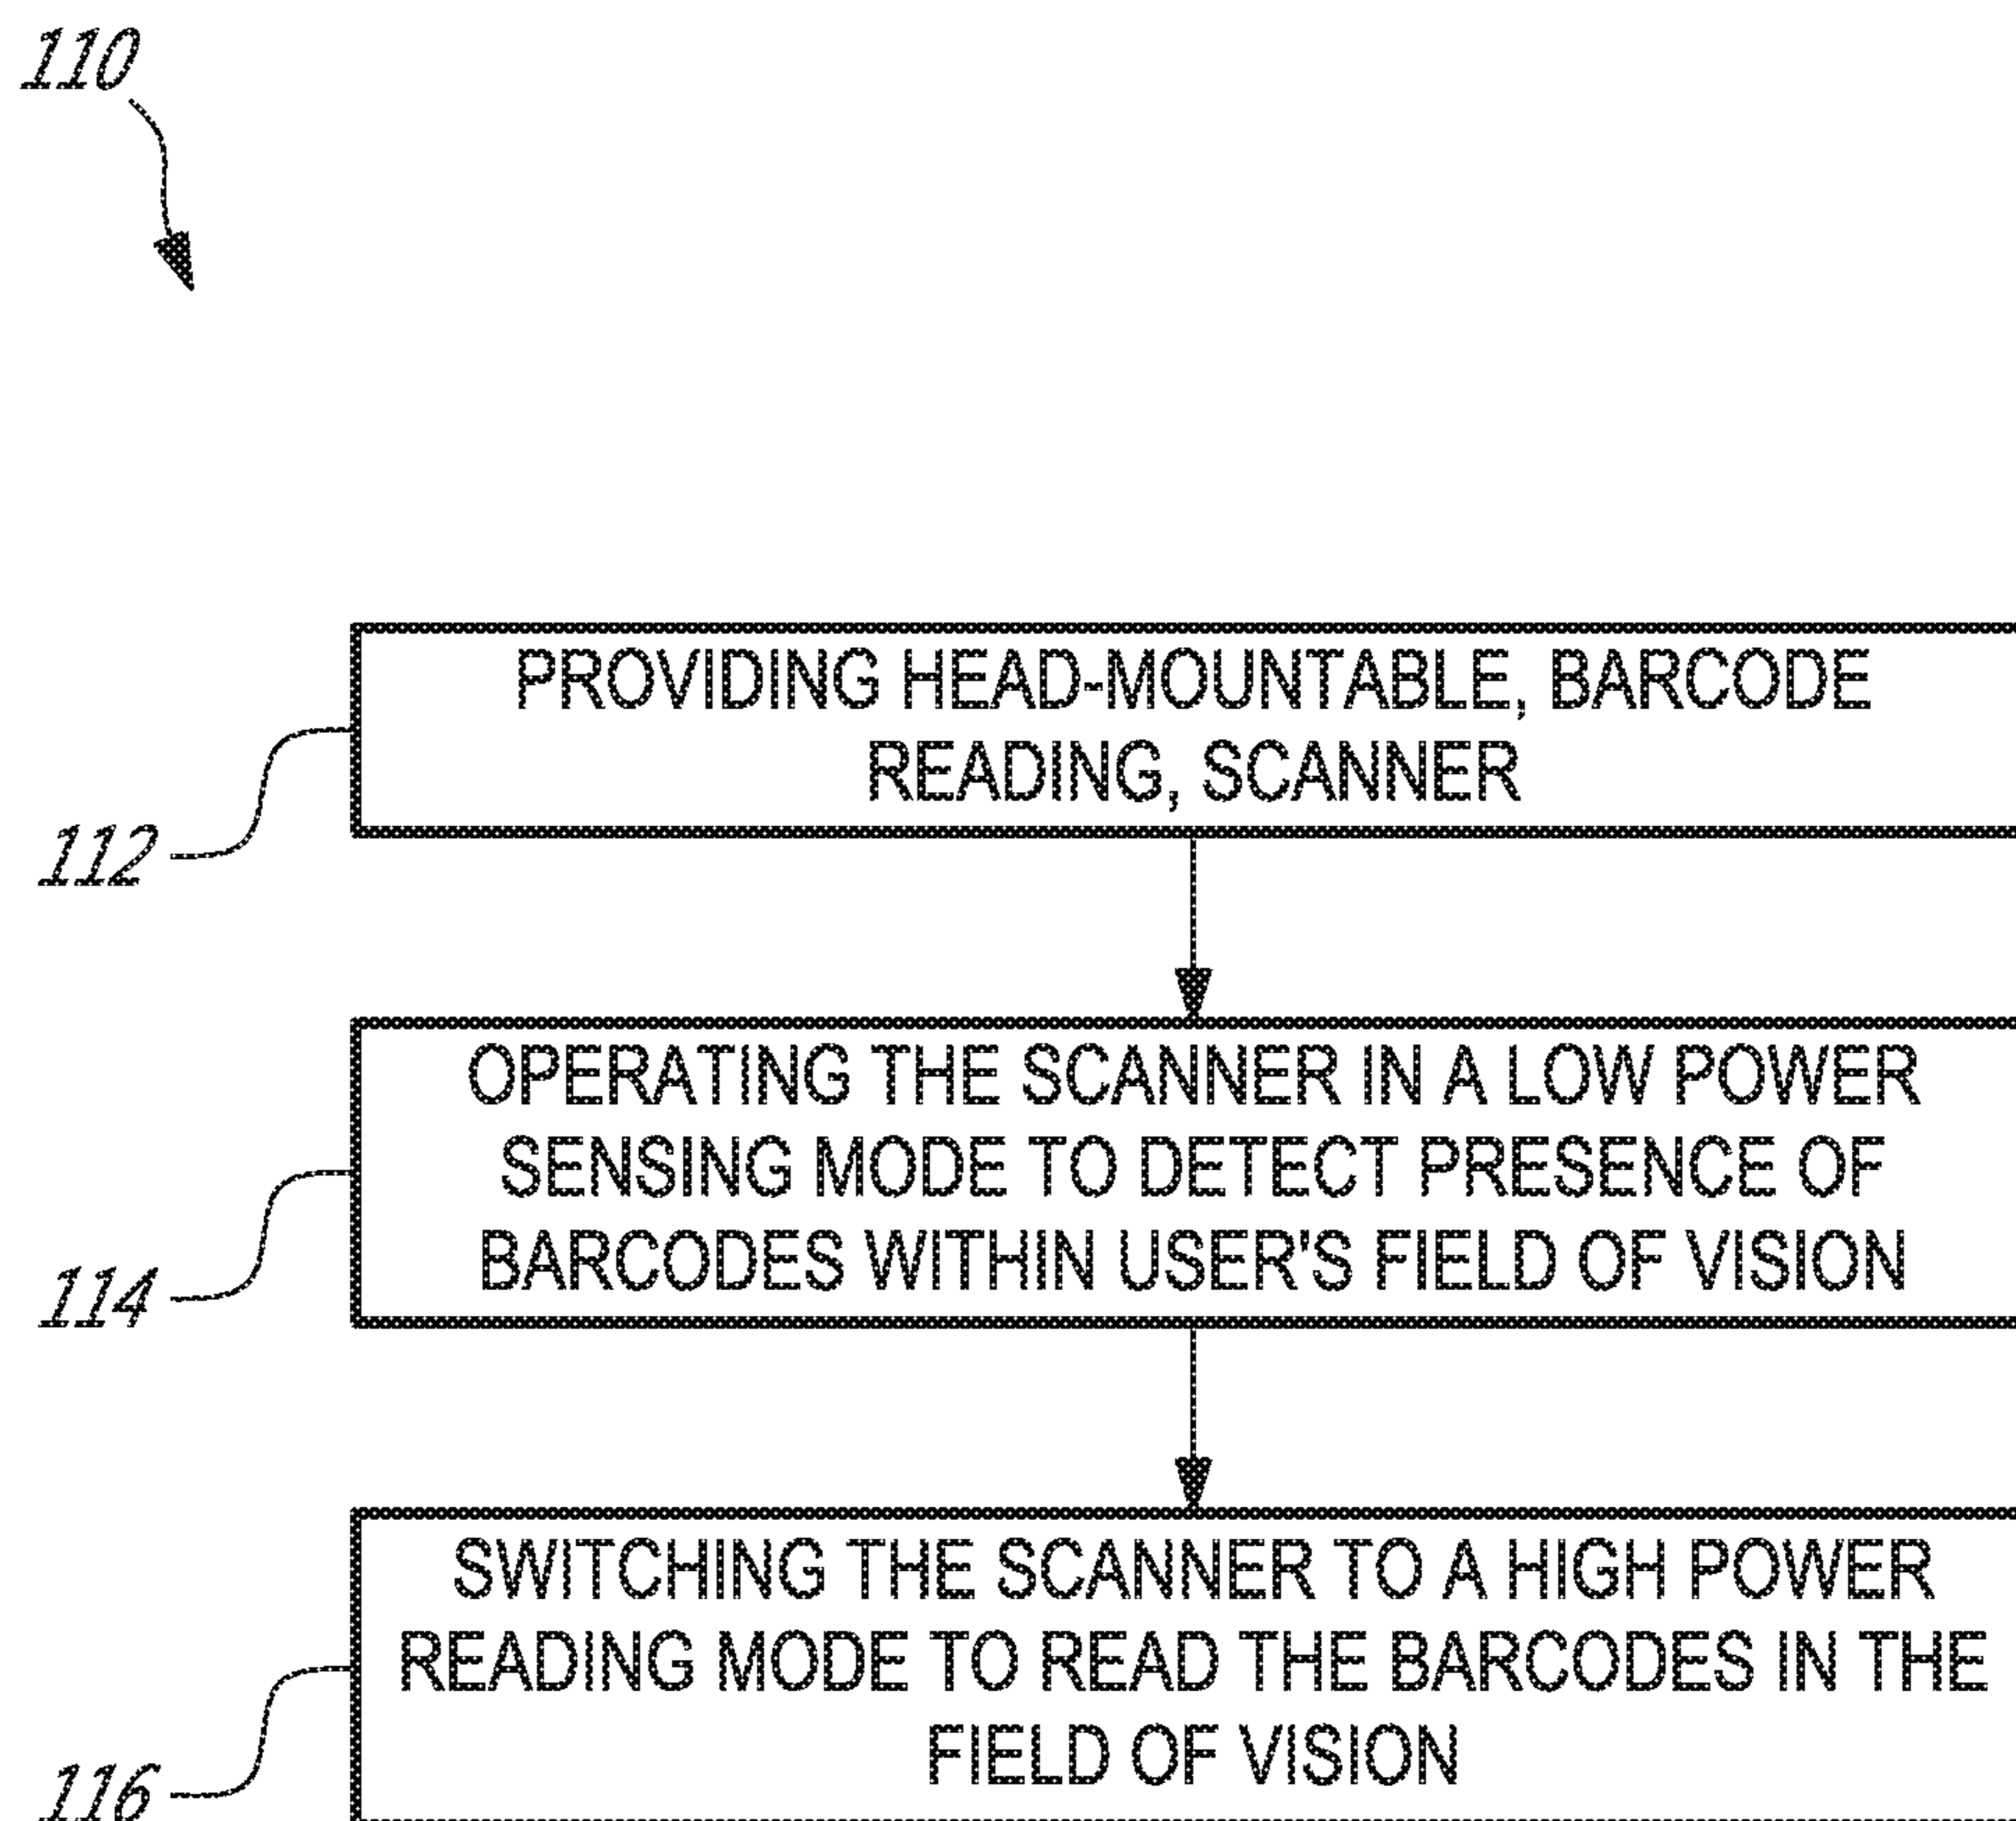 110
PROVIDING HEAD-MOUNTABLE, BARCODE
READING, SCANNER
112
OPERATING THE SCANNER IN A LOW POWER
SENSING MODE TO DETECT PRESENCE OF
BARCODES WITHIN USER'S FIELD OF VISION
114
SWITCHING THE SCANNER TO A HIGH POWER
READING MODE TO READ THE BARCODES IN THE
FIELD OF VISION
116